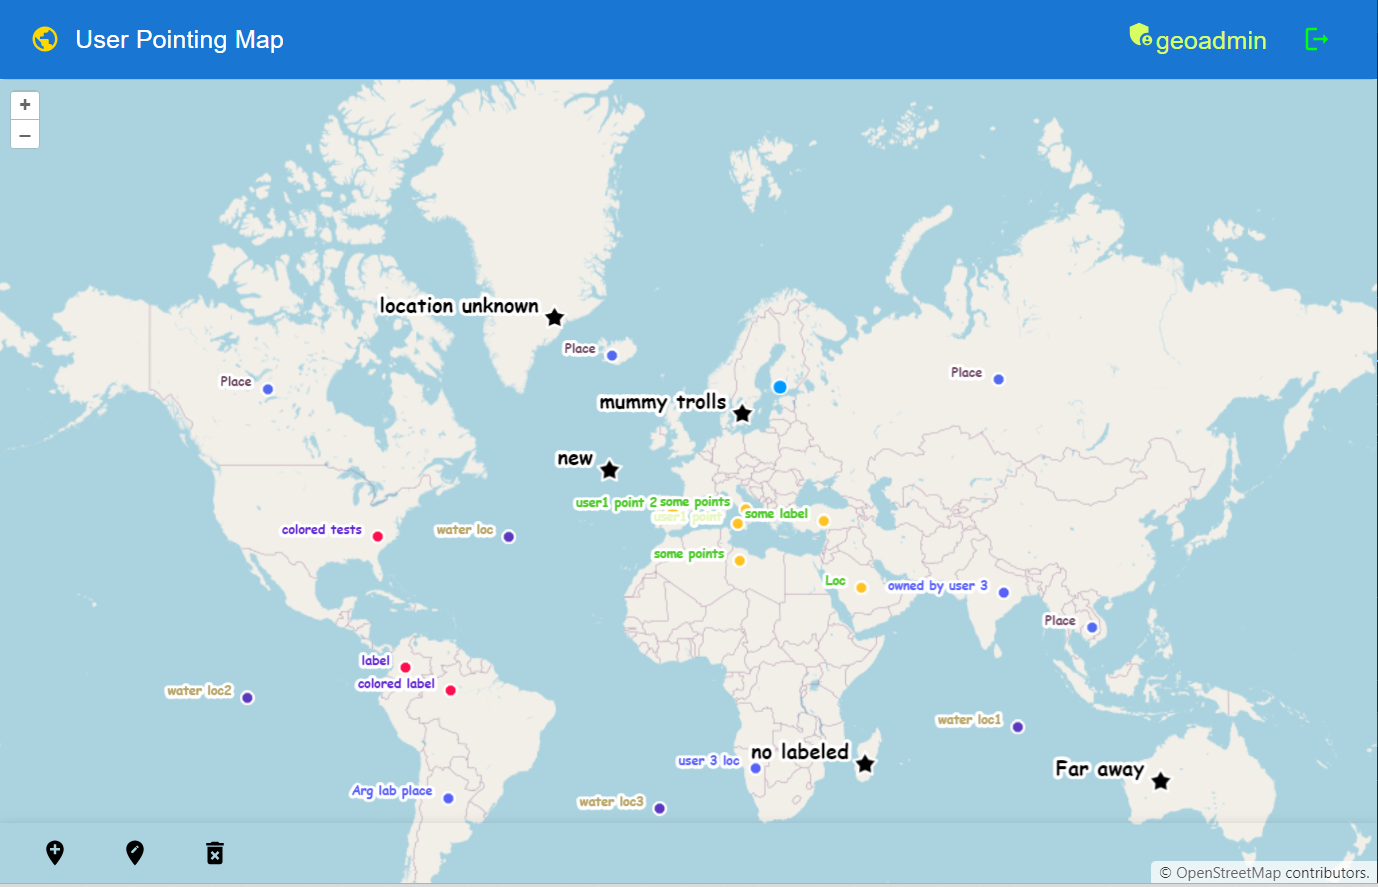 User Pointing Map
geoadmin
+
–
location unknown
Place
Place
Place
mummy trolls
new
user1 point 2
some points
user1 point
some label
colored tests
water loc
some points
Loc
owned by user 3
Place
label
colored label
water loc2
water loc1
no labeled
user 3 loc
Far away
Arg lab place
water loc3
© OpenStreetMap contributors.